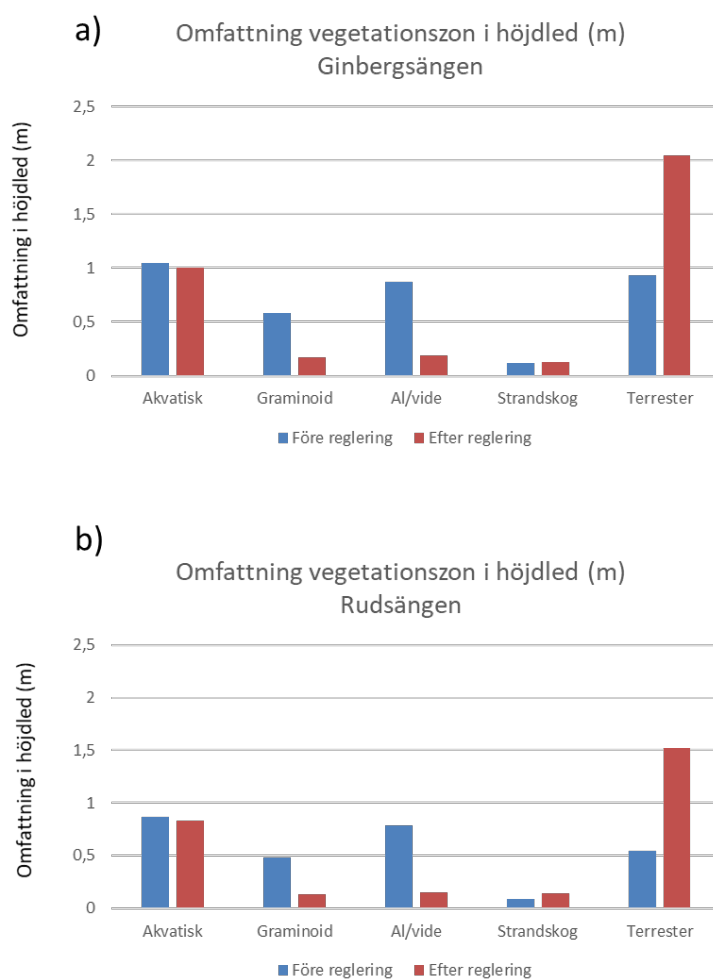 a)
Omfattning vegetationszon i höjdled (m)
Ginbergsängen
Omfattning i höjdled (m)
2,5
2
1,5
1
0,5
0
Akvatisk Graminoid Al/vide Strandskog Terrester
Före reglering Efter reglering
b)
Omfattning vegetationszon i höjdled (m)
Rudsängen
Omfattning i höjdled (m)
2,5
2
1,5
1
0,5
0
Akvatisk Graminoid Al/vide Strandskog Terrester
Före reglering Efter reglering